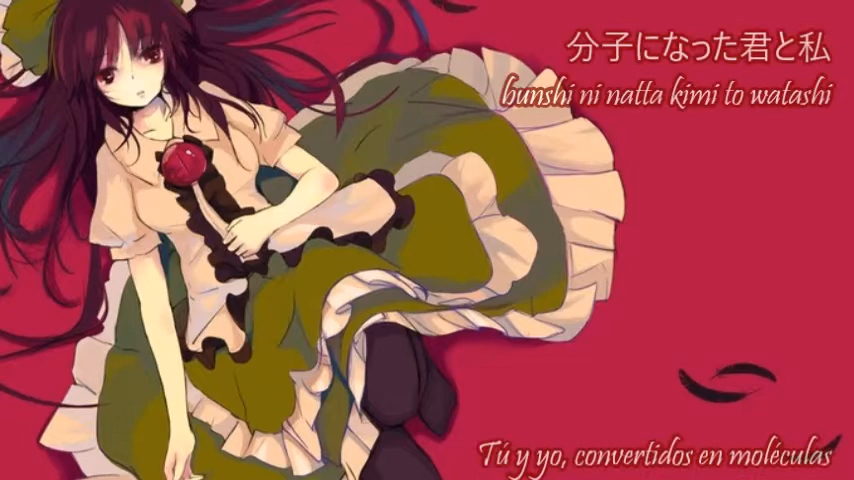 分子になった君と私
bunshi ni natta kimi to watashi
Tú y yo, convertidos en moléculas